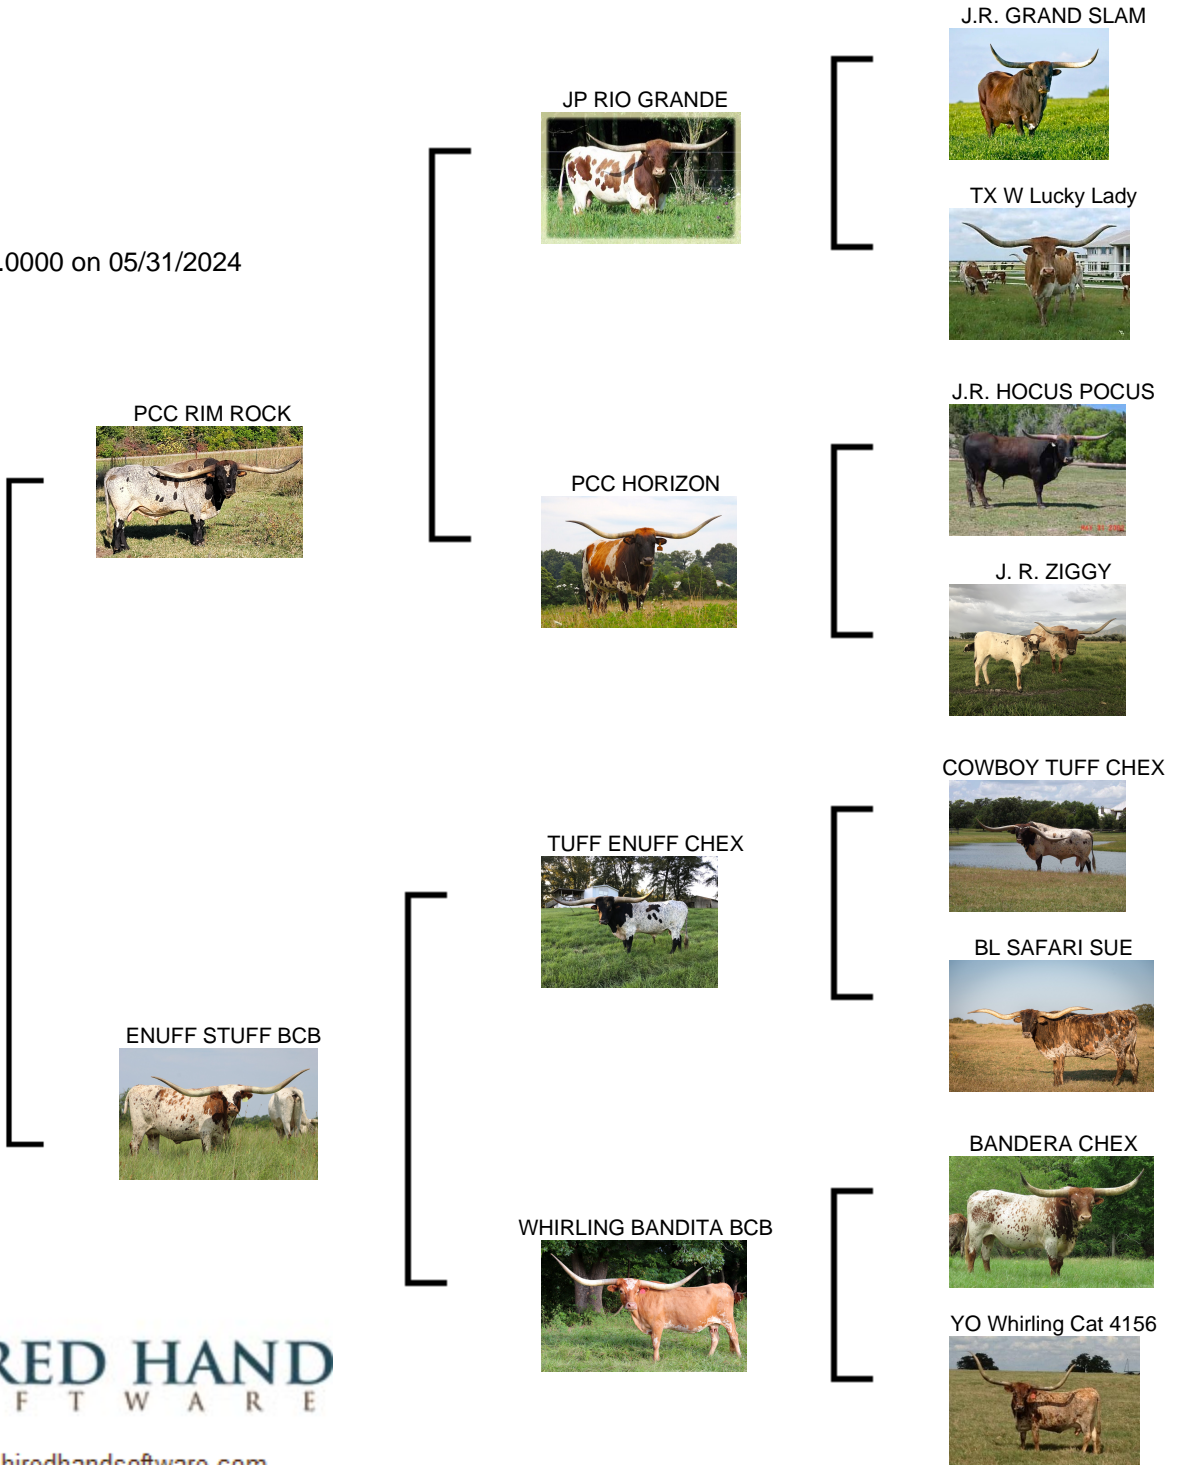 J.R. GRAND SLAM
JP RIO GRANDE
TX W Lucky Lady
.0000 on 05/31/2024
J.R. HOCUS POCUS
PCC RIM ROCK
PCC HORIZON
J. R. ZIGGY
COWBOY TUFF CHEX
TUFF ENUFF CHEX
BL SAFARI SUE
ENUFF STUFF BCB
BANDERA CHEX
WHIRLING BANDITA BCB
YO Whirling Cat 4156
RED HAND
F T W A R E
hiredhandsoftware.com